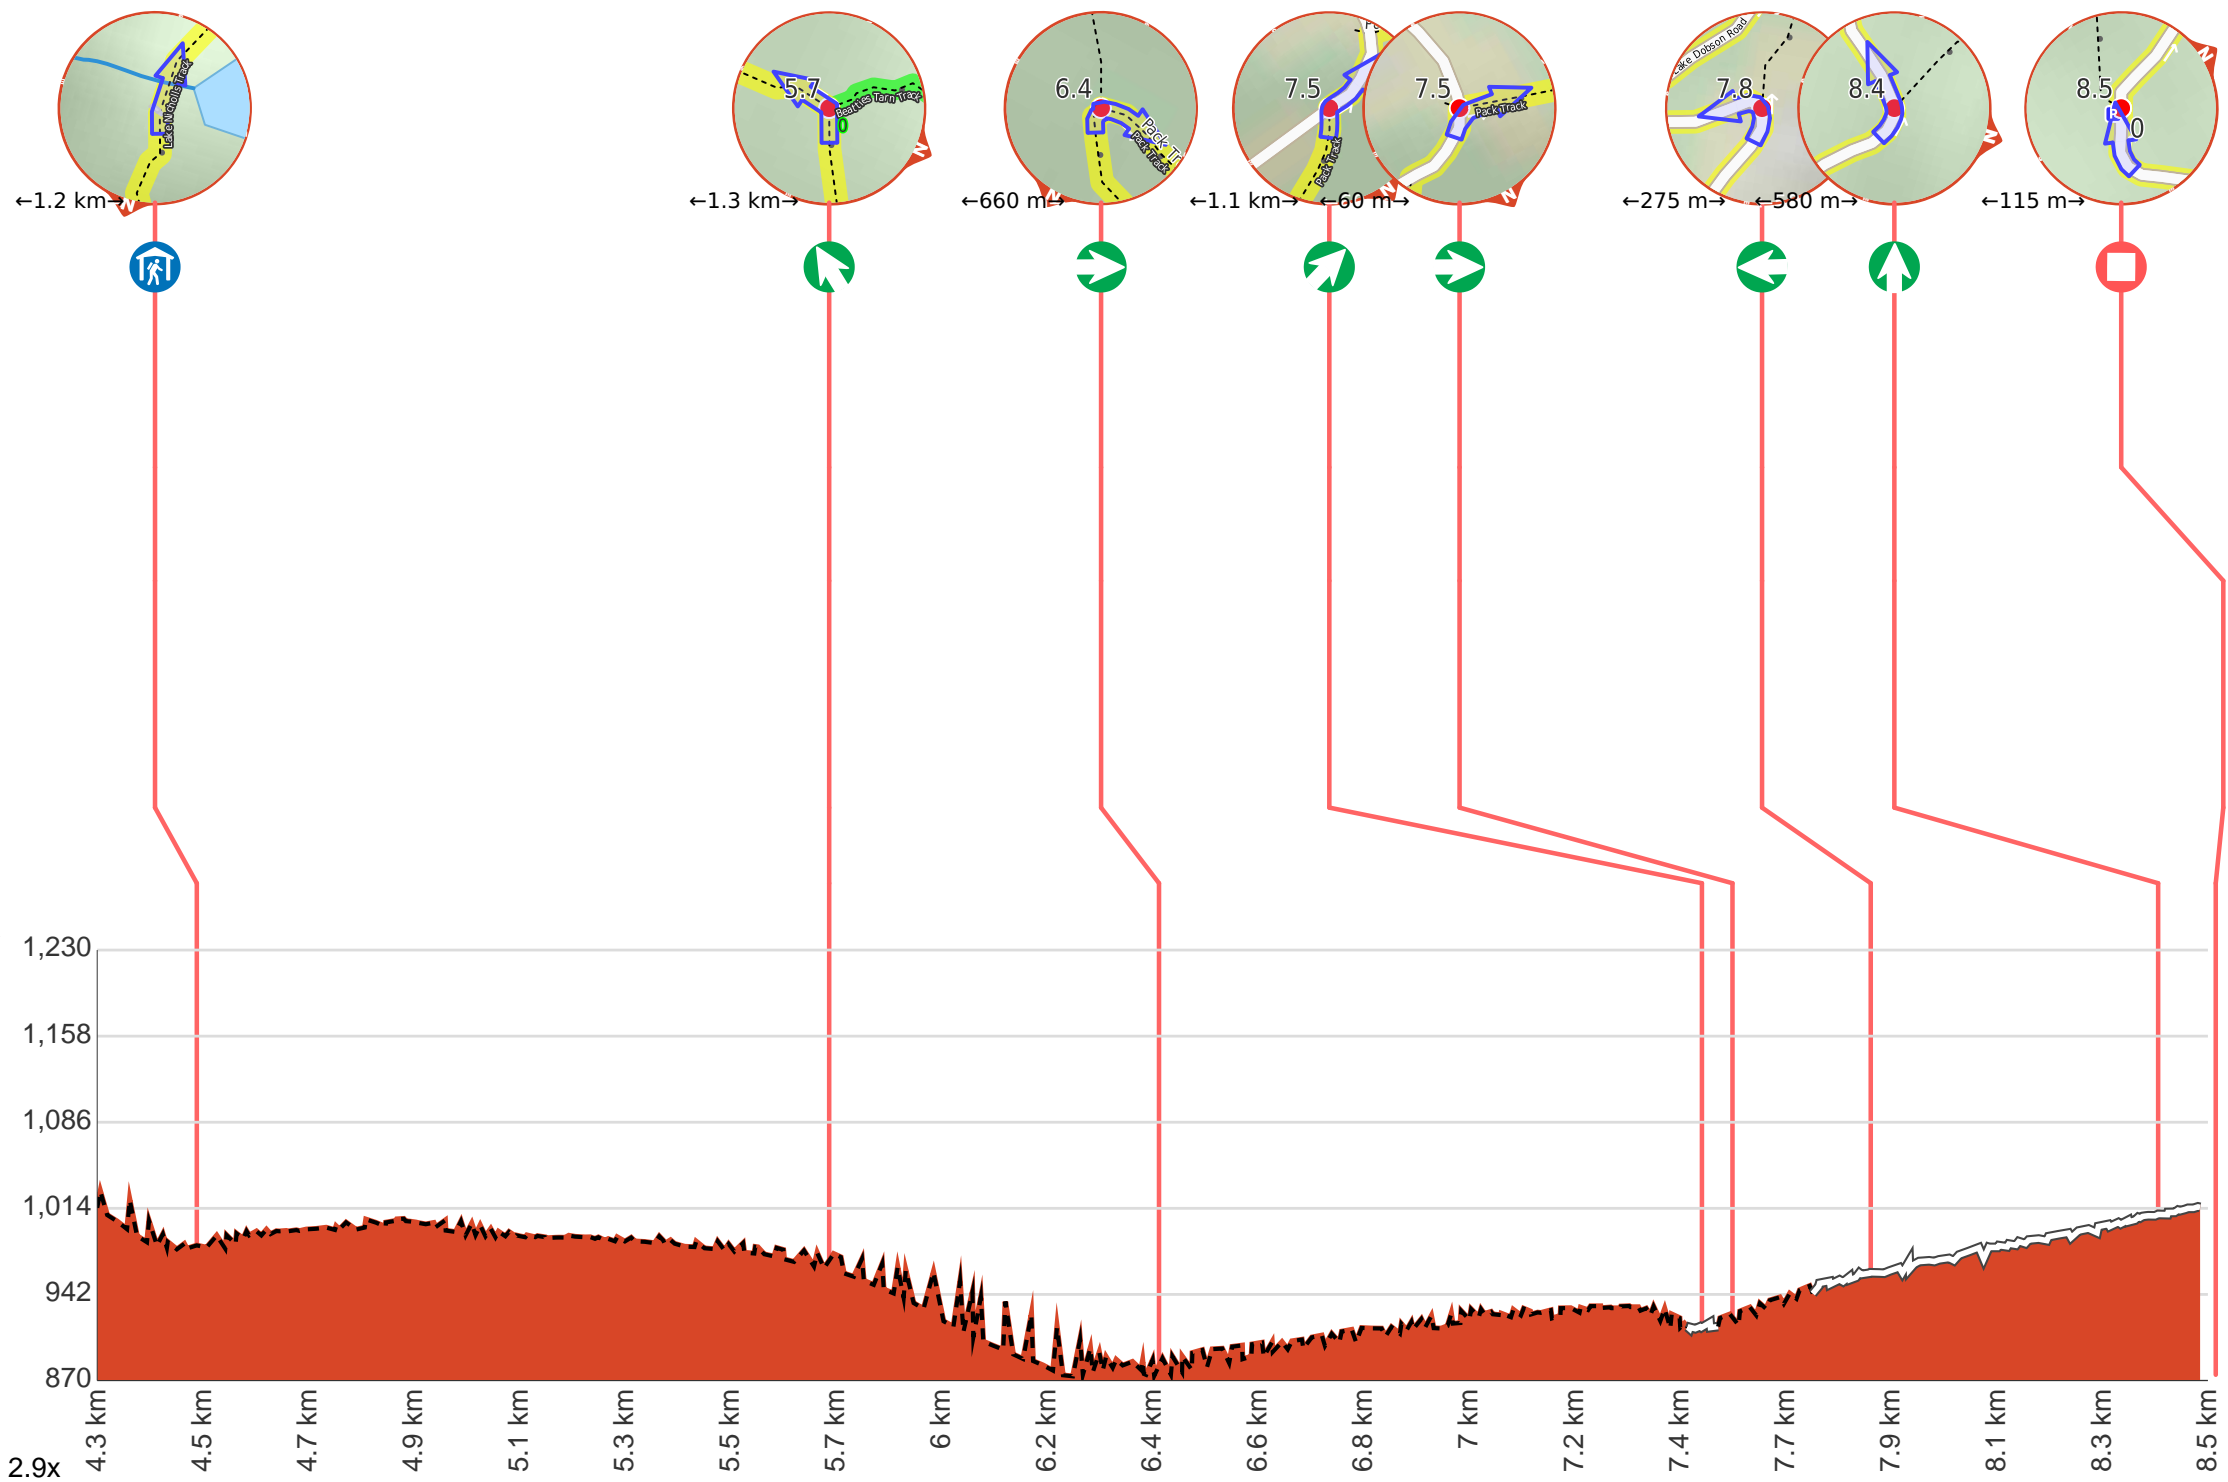 Lake Nicholls Track
N
←1.2 km→
5.7
Beatties Tarn Track
0
N
←1.3 km→
6.4
Pack Tr
Pack Track
N
←660 m→
7.5
Pack Track
N
←1.1 km→
7.5
Pack Track
N
←60 m→
Lake Dobson Road
7.8
←275 m→
8.4
N
←580 m→
8.5
R
0
N
←115 m→
1,230
1,158
1,086
1,014
942
870
4.3 km
4.5 km
4.7 km
4.9 km
5.1 km
5.3 km
5.5 km
5.7 km
6 km
6.2 km
6.4 km
6.6 km
6.8 km
7 km
7.2 km
7.4 km
7.7 km
7.9 km
8.1 km
8.3 km
8.5 km
2.9x